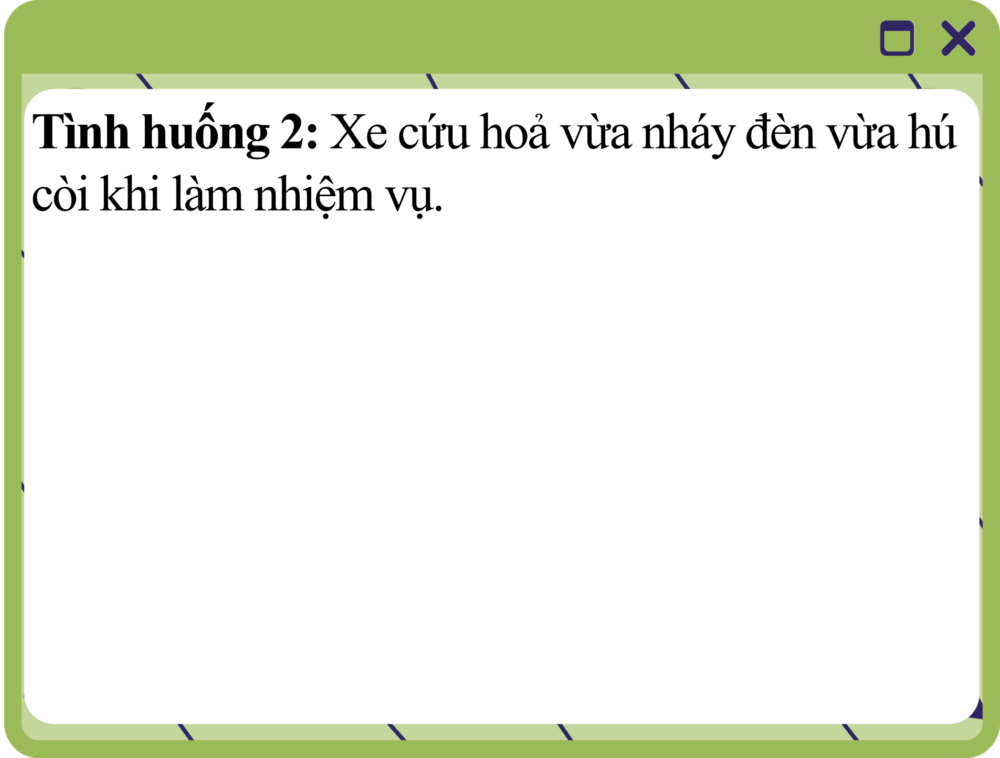 Tình huống 2: Xe cứu hoả vừa nháy đèn vừa hú
còi khi làm nhiệm vụ.